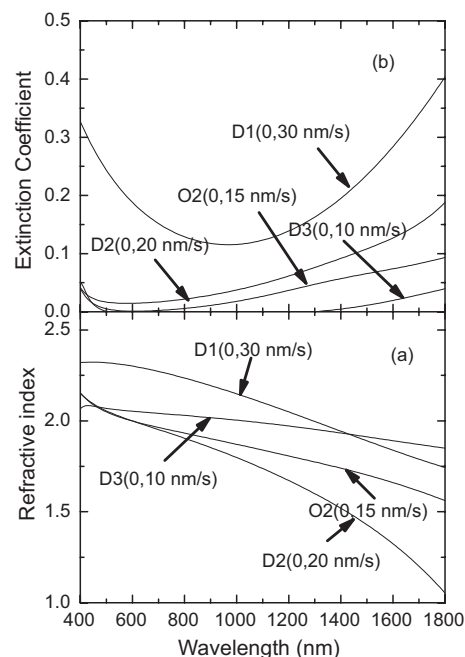 0.5
(b)
0.4
D1(0,30 nm/s)
0.3
O2(0,15 nm/s)
0.2
D3(0,10 nm/s)
D2(0,20 nm/s)
0.1
0.0
Extinction Coefficient
2.5
D1(0,30 nm/s)
(a)
2.0
D3(0,10 nm/s)
O2(0,15 nm/s)
1.5
D2(0,20 nm/s)
1.0
Refractive index
400 600 800 1000 1200 1400 1600 1800
Wavelength (nm)